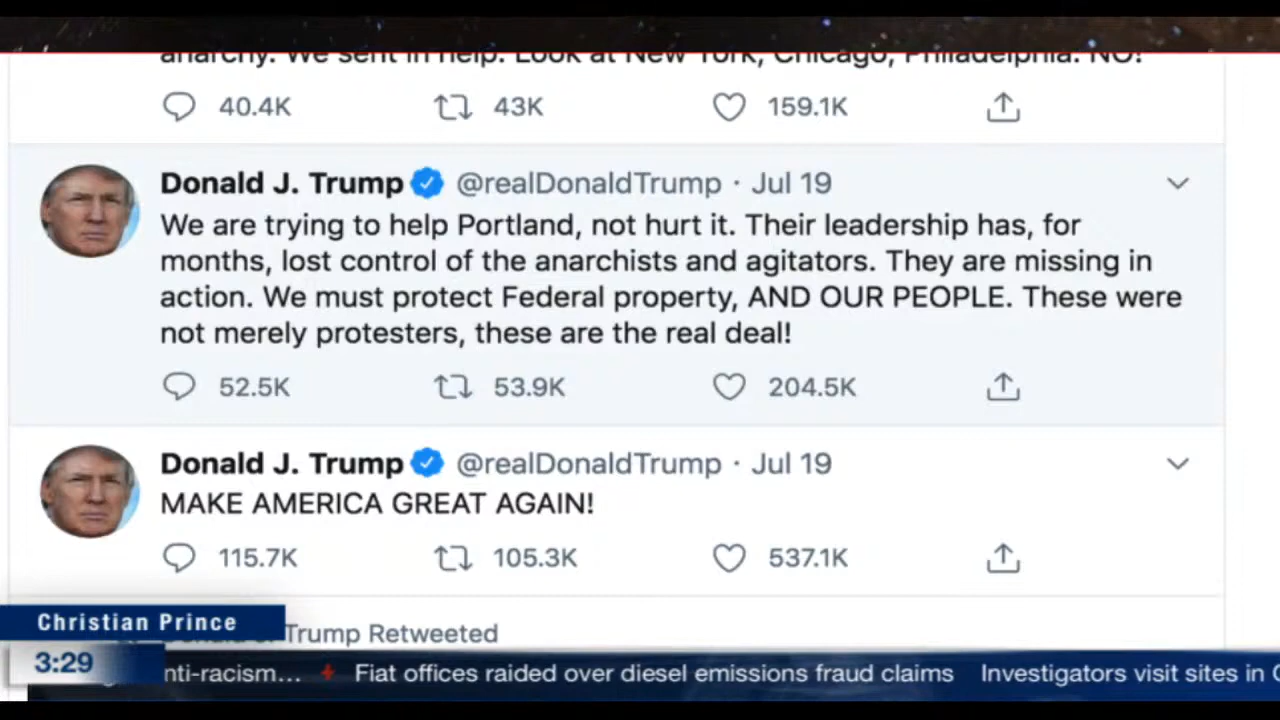 anarchy. We sent in help. Look at New York, Chicago, Philadelphia. NO!
40.4K 43K 159.1K
Donald J. Trump @realDonaldTrump · Jul 19
We are trying to help Portland, not hurt it. Their leadership has, for
months, lost control of the anarchists and agitators. They are missing in
action. We must protect Federal property, AND OUR PEOPLE. These were
not merely protesters, these are the real deal!
52.5K 53.9K 204.5K
Donald J. Trump @realDonaldTrump · Jul 19
MAKE AMERICA GREAT AGAIN!
115.7K 105.3K 537.1K
Trump Retweeted
Christian Prince
3:29
nti-racism... Fiat offices raided over diesel emissions fraud claims Investigators visit sites in